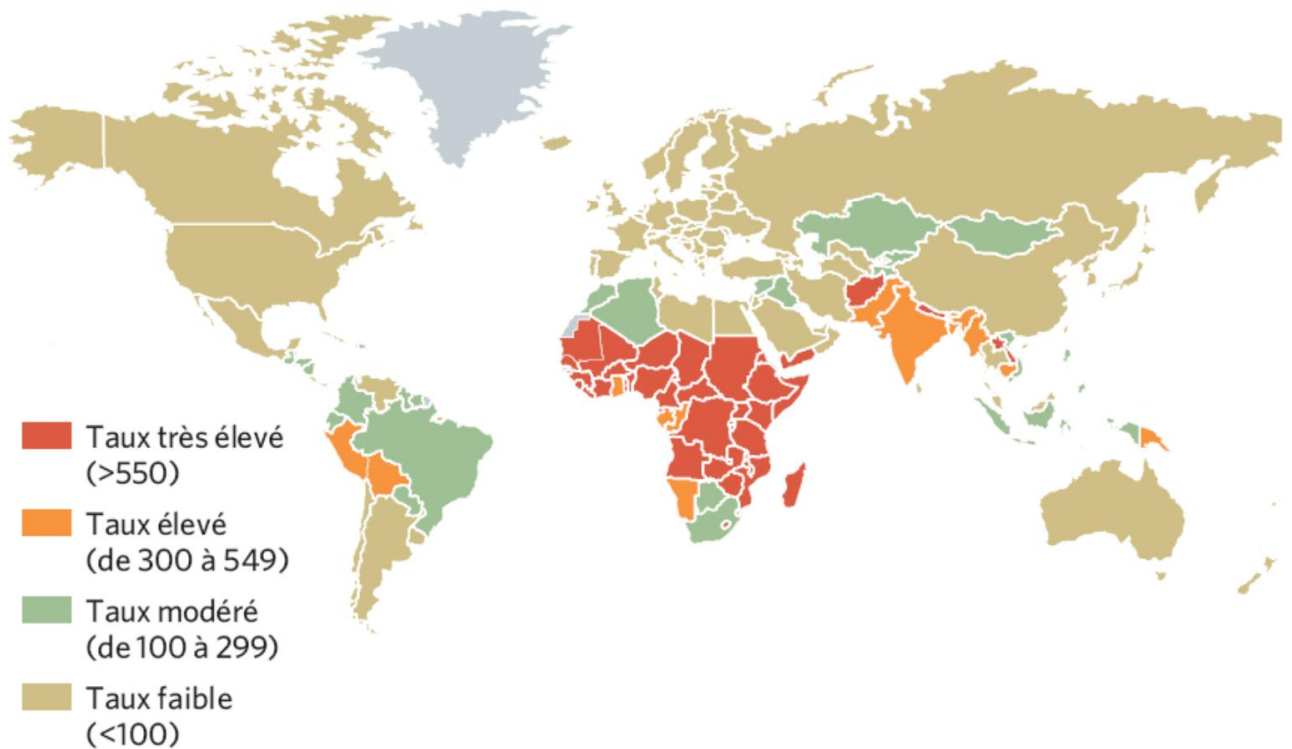 Taux très élevé
(>550)
Taux élevé
(de 300 à 549)
Taux modéré
(de 100 à 299)
Taux faible
(<100)